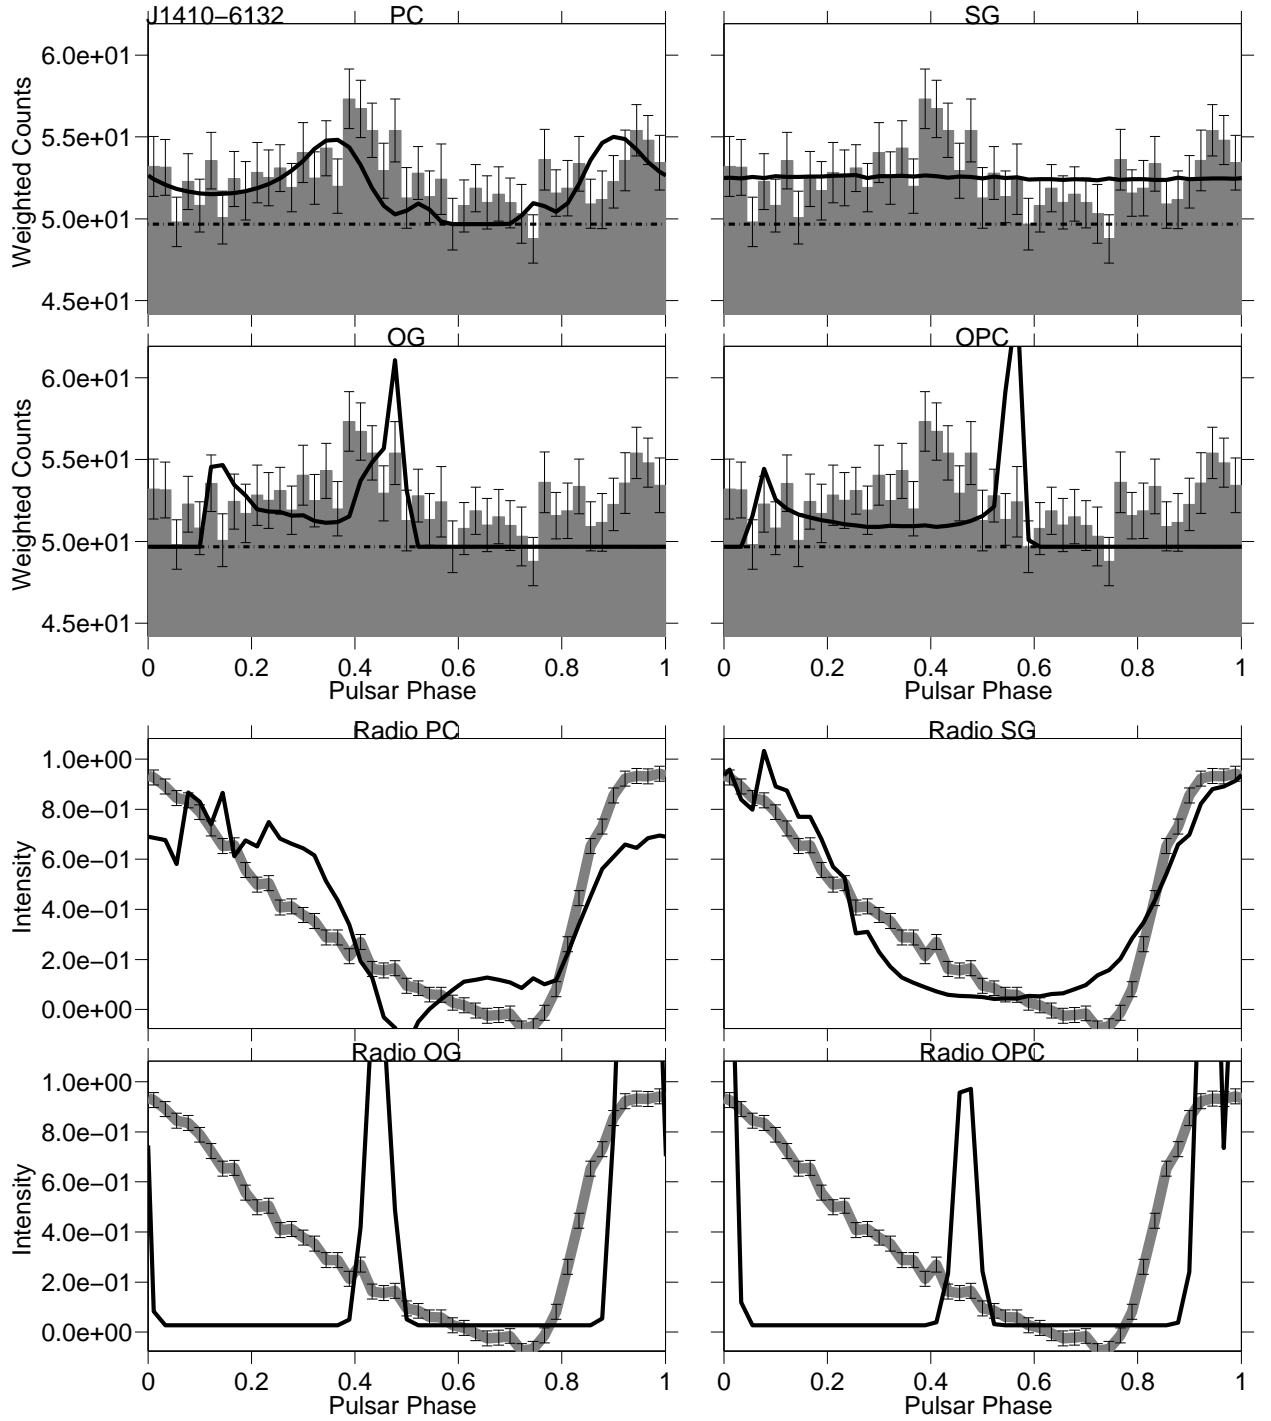 J1410−6132 PC SG
6.0e+01
5.5e+01
5.0e+01
4.5e+01
Weighted Counts
OG OPC
6.0e+01
5.5e+01
5.0e+01
4.5e+01
Weighted Counts
0 0.2 0.4 0.6 0.8 1 0 0.2 0.4 0.6 0.8 1
Pulsar Phase Pulsar Phase
Radio PC Radio SG
1.0e+00
8.0e−01
6.0e−01
4.0e−01
2.0e−01
0.0e+00
Intensity
Radio OG Radio OPC
1.0e+00
8.0e−01
6.0e−01
4.0e−01
2.0e−01
0.0e+00
Intensity
0 0.2 0.4 0.6 0.8 1 0 0.2 0.4 0.6 0.8 1
Pulsar Phase Pulsar Phase